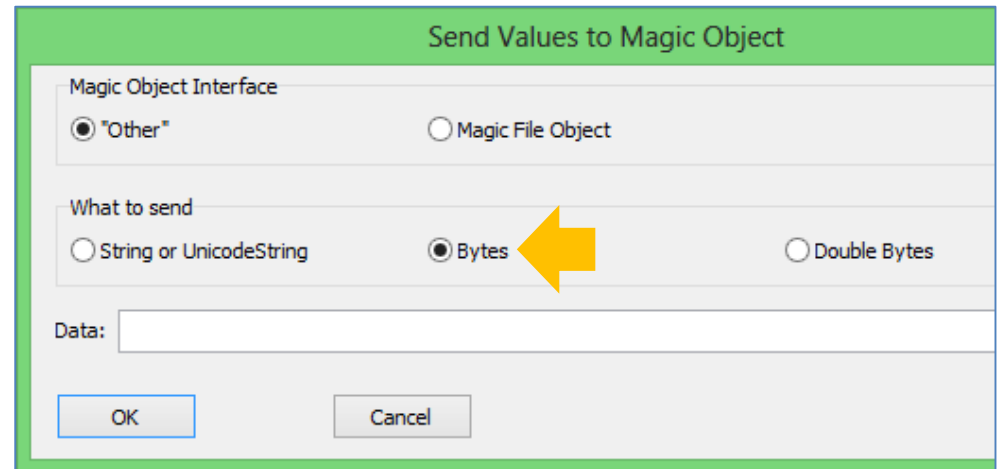 Send Values to Magic Object
Magic Object Interface
"Other" Magic File Object
What to send
String or UnicodeString Bytes Double Bytes
Data:
OK Cancel